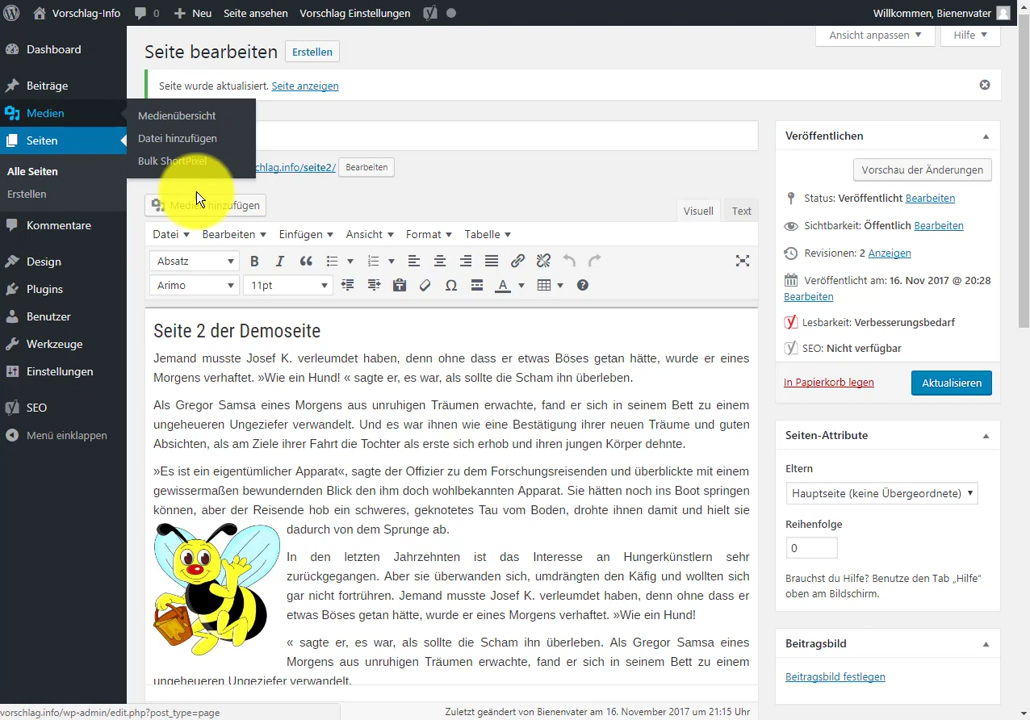 Vorschlag-Info 0 Neu Seite ansehen Vorschlag Einstellungen Willkommen, Bienenvater
Dashboard
Beiträge
Medien
Seiten
Alle Seiten
Erstellen
Kommentare
Design
Plugins
Benutzer
Werkzeuge
Einstellungen
SEO
Menü einklappen
Medienübersicht
Datei hinzufügen
Bulk ShortPixel
Ansicht anpassen Hilfe
Seite bearbeiten Erstellen
Seite wurde aktualisiert. Seite anzeigen
chlag.info/seite2/ Bearbeiten
Medien hinzufügen
Visuell Text
Datei Bearbeiten Einfügen Ansicht Format Tabelle
Absatz
Arimo 11pt
Seite 2 der Demoseite
Jemand musste Josef K. verleumdet haben, denn ohne dass er etwas Böses getan hätte, wurde er eines
Morgens verhaftet. »Wie ein Hund! « sagte er, es war, als sollte die Scham ihn überleben.
Als Gregor Samsa eines Morgens aus unruhigen Träumen erwachte, fand er sich in seinem Bett zu einem
ungeheueren Ungeziefer verwandelt. Und es war ihnen wie eine Bestätigung ihrer neuen Träume und guten
Absichten, als am Ziele ihrer Fahrt die Tochter als erste sich erhob und ihren jungen Körper dehnte.
»Es ist ein eigentümlicher Apparat«, sagte der Offizier zu dem Forschungsreisenden und überblickte mit einem
gewissermaßen bewundernden Blick den ihm doch wohlbekannten Apparat. Sie hätten noch ins Boot springen
können, aber der Reisende hob ein schweres, geknotetes Tau vom Boden, drohte ihnen damit und hielt sie
dadurch von dem Sprunge ab.
In den letzten Jahrzehnten ist das Interesse an Hungerkünstlern sehr
zurückgegangen. Aber sie überwanden sich, umdrängten den Käfig und wollten sich
gar nicht fortrühren. Jemand musste Josef K. verleumdet haben, denn ohne dass er
etwas Böses getan hätte, wurde er eines Morgens verhaftet. »Wie ein Hund!
« sagte er, es war, als sollte die Scham ihn überleben. Als Gregor Samsa eines
Morgens aus unruhigen Träumen erwachte, fand er sich in seinem Bett zu einem
ungeheueren Ungeziefer verwandelt.
Zuletzt geändert von Bienenvater am 16. November 2017 um 21:15 Uhr
Veröffentlichen
Vorschau der Änderungen
Status: Veröffentlicht Bearbeiten
Sichtbarkeit: Öffentlich Bearbeiten
Revisionen: 2 Anzeigen
Veröffentlicht am: 16. Nov 2017 @ 20:28
Bearbeiten
Lesbarkeit: Verbesserungsbedarf
SEO: Nicht verfügbar
In Papierkorb legen Aktualisieren
Seiten-Attribute
Eltern
Hauptseite (keine Übergeordnete)
Reihenfolge
0
Brauchst du Hilfe? Benutze den Tab „Hilfe“
oben am Bildschirm.
Beitragsbild
Beitragsbild festlegen
vorschlag.info/wp-admin/edit.php?post_type=page